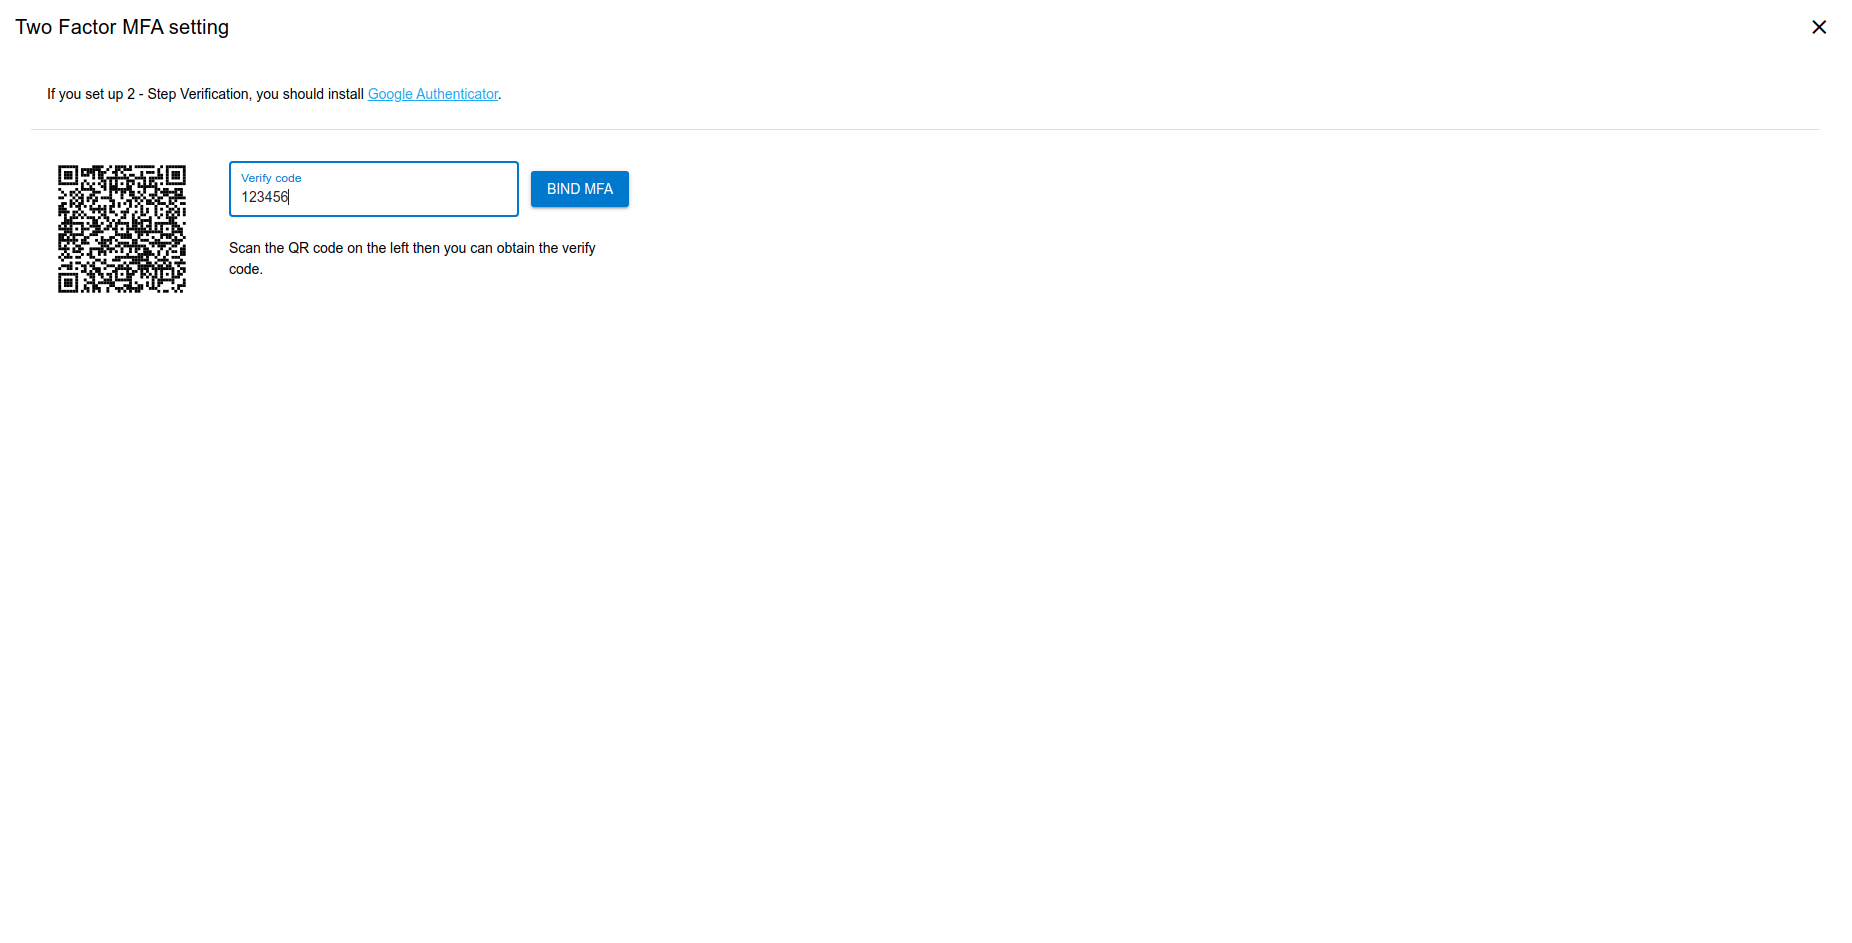 Two Factor MFA setting
If you set up 2 - Step Verification, you should install Google Authenticator.
Verify code
123456
BIND MFA
Scan the QR code on the left then you can obtain the verify
code.